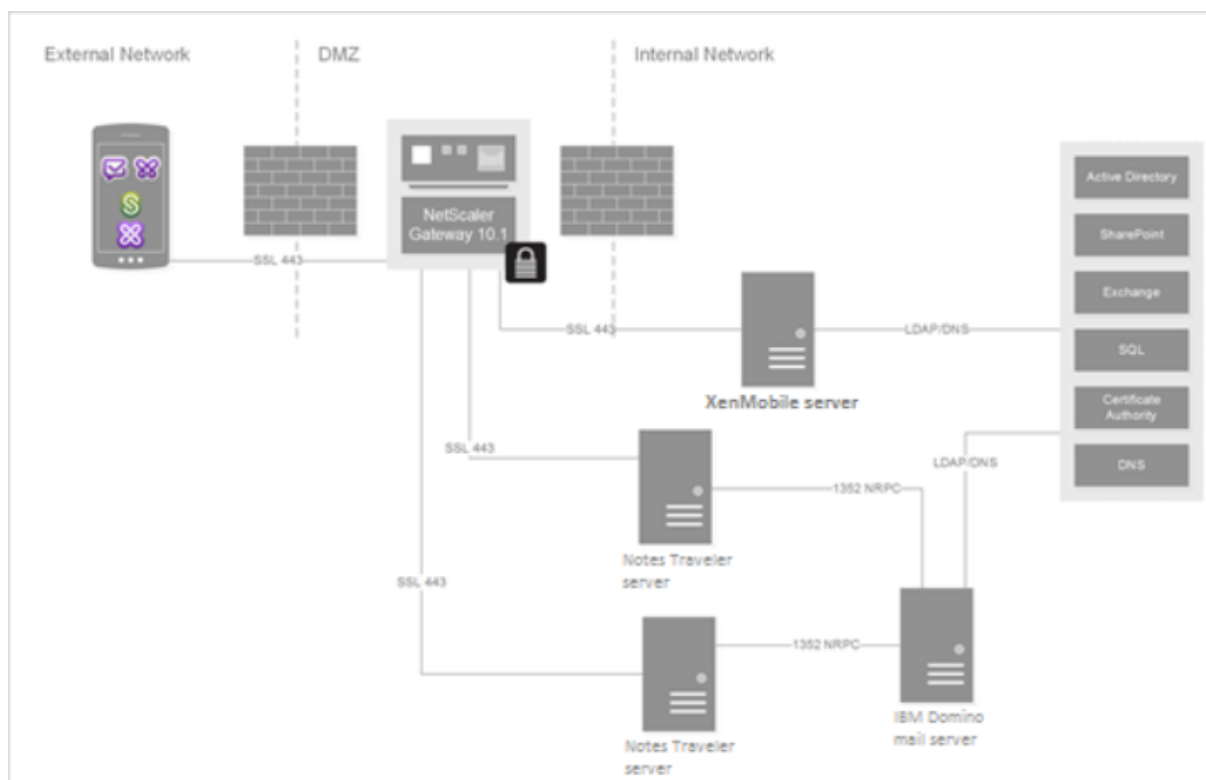 External Network
DMZ
Internal Network
NetScaler
Gateway 10.1
SSL 443
SSL 443
LDAP/DNS
XenMobile server
Active Directory
SharePoint
Exchange
SQL
Certificate
Authority
DNS
SSL 443
LDAP/DNS
1352 NRPC
Notes Traveler
server
SSL 443
1352 NRPC
IBM Domino
mail server
Notes Traveler
server